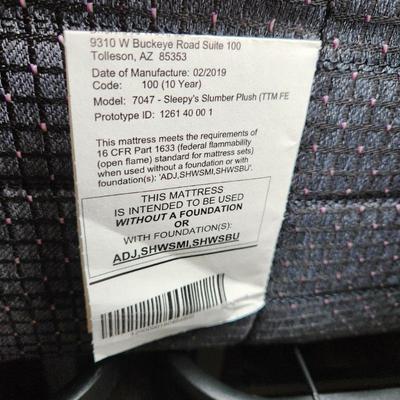 9310 W Buckeye Road Suite 100
Tolleson, AZ 85353
Date of Manufacture: 02/2019
Code: 100 (10 Year)
Model: 7047 - Sleepy's Slumber Plush (TTM FE
Prototype ID: 1261 40 00 1
This mattress meets the requirements of
16 CFR Part 1633 (federal flammability
(open flame) standard for mattress sets)
when used without a foundation or with
foundation(s): 'ADJ,SHWSMI,SHWSBU'.
THIS MATTRESS
IS INTENDED TO BE USED
WITHOUT A FOUNDATION
OR
WITH FOUNDATION(S):
ADJ,SHWSMI,SHWSBU